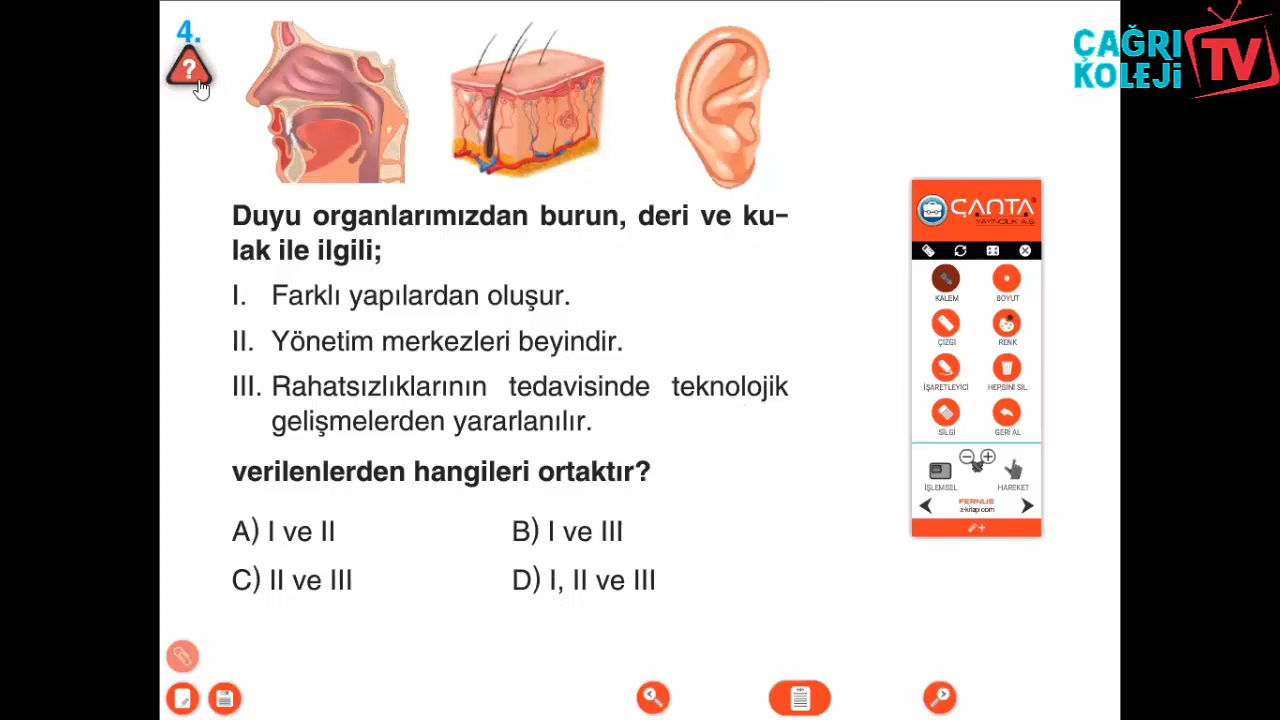 4.
?
ÇAĞRI
KOLEJİ
TV
Duyu organlarımızdan burun, deri ve ku-
lak ile ilgili;
I. Farklı yapılardan oluşur.
II. Yönetim merkezleri beyindir.
III. Rahatsızlıklarının tedavisinde teknolojik
gelişmelerden yararlanılır.
verilenlerden hangileri ortaktır?
A) I ve II
B) I ve III
C) II ve III
D) I, II ve III
ÇANTA
YAYINCILIK A.Ş.
KALEM
BOYUT
ÇİZGİ
RENK
İŞARETLEYİCİ
HEPSİNİ SİL
SİLGİ
GERİ AL
İŞLEMSEL
HAREKET
FERNUS
z-kitap.com